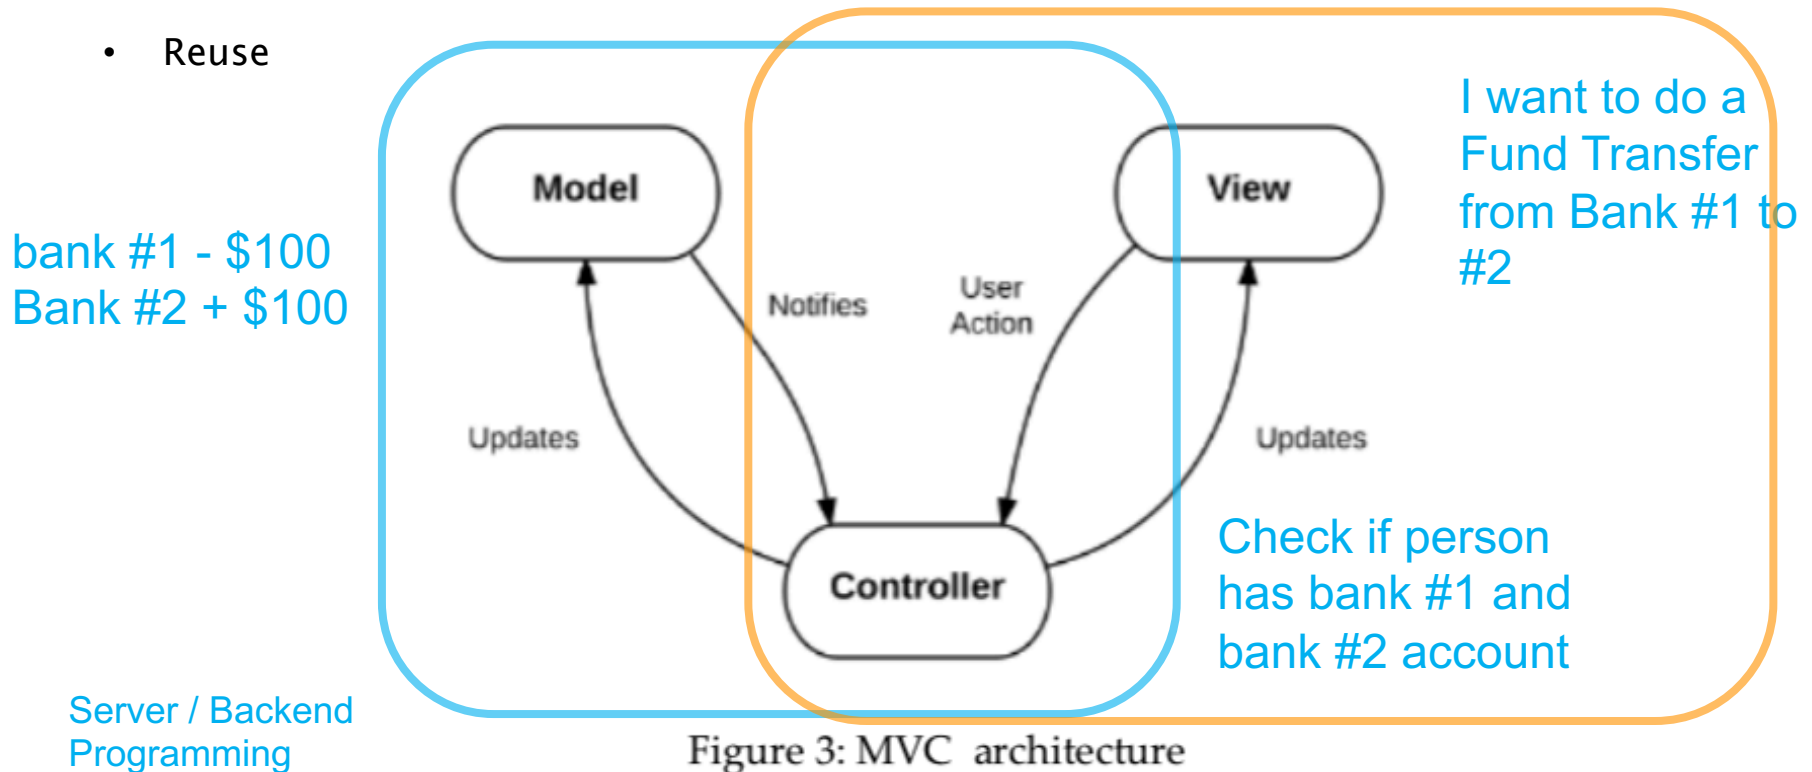 • Reuse
I want to do a
Fund Transfer
from Bank #1 to
#2
Model
View
bank #1 - $100
Bank #2 + $100
Notifies
User
Action
Updates
Updates
Controller
Check if person
has bank #1 and
bank #2 account
Server / Backend
Programming
Figure 3: MVC architecture